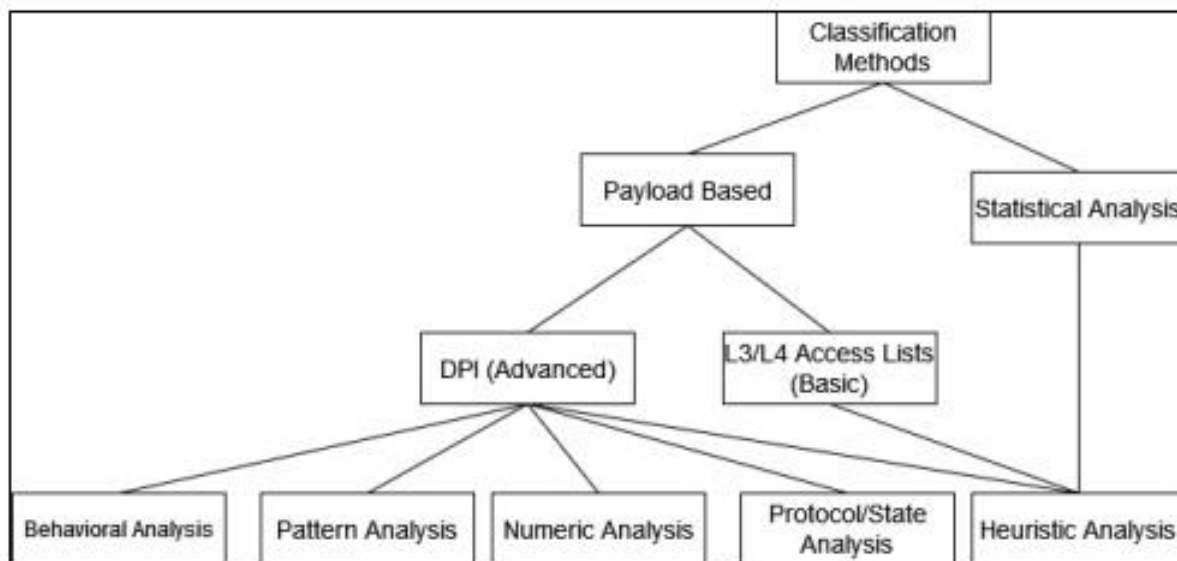 Classification
Methods
Payload Based
Statistical Analysis
DPI (Advanced)
L3/L4 Access Lists
(Basic)
Behavioral Analysis
Pattern Analysis
Numeric Analysis
Protocol/State
Analysis
Heuristic Analysis